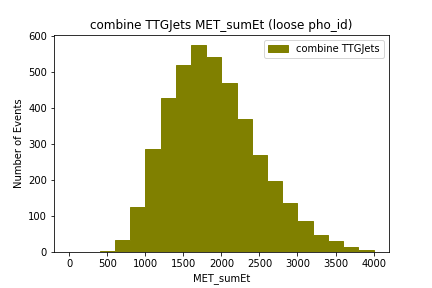 combine TTGJets MET_sumEt (loose pho_id)
combine TTGJets
Number of Events
600
500
400
300
200
100
0
0 500 1000 1500 2000 2500 3000 3500 4000
MET_sumEt